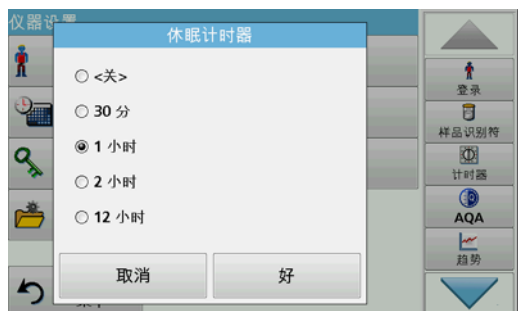 仪器设置
休眠计时器
<关>
30 分
1 小时
2 小时
12 小时
取消
好
登录
样品识别符
计时器
AQA
趋势